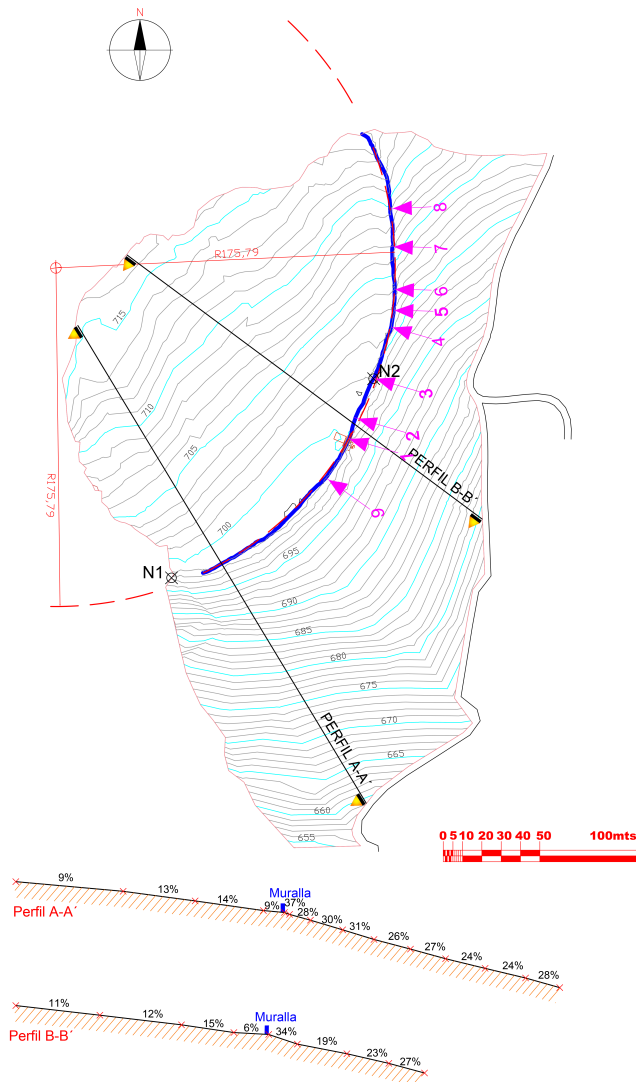 N
R175,79
R175,79
8
7
6
5
4
3
2
1
9
N2
N1
P
715
710
705
700
695
690
685
680
675
670
665
660
655
PERFIL B-B´
PERFIL A-A´
0 5 10 20 30 40 50 100mts
9% 13% 14% 9% 37% 28% 30% 31% 26% 27% 24% 24% 28%
Muralla
Perfil A-A´
11% 12% 15% 6% 34% 19% 23% 27%
Muralla
Perfil B-B´